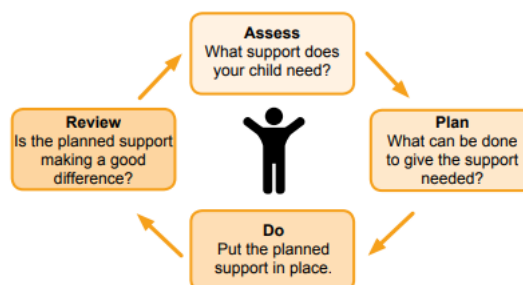 Assess
What support does
your child need?
Plan
What can be done
to give the support
needed?
Do
Put the planned
support in place.
Review
Is the planned support
making a good
difference?